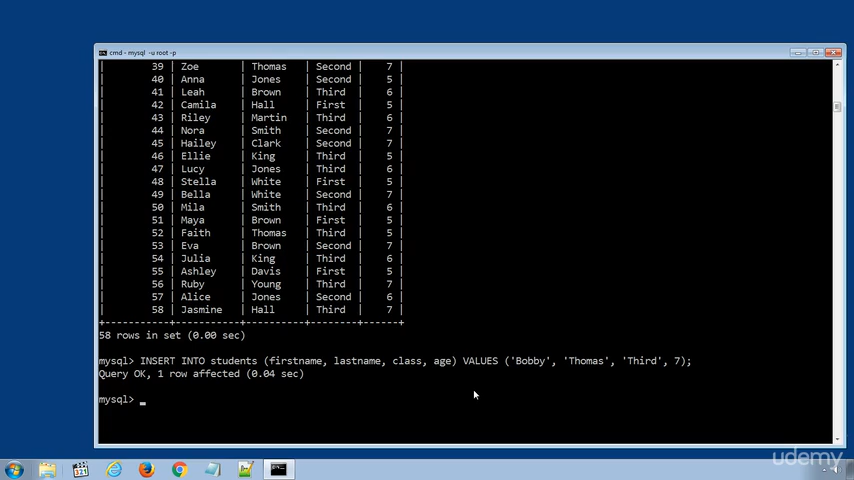 cmd - mysql -u root -p
| 39 | Zoe | Thomas | Second | 7 |
| 40 | Anna | Jones | Second | 5 |
| 41 | Leah | Brown | Third | 6 |
| 42 | Camila | Hall | First | 5 |
| 43 | Riley | Martin | Third | 6 |
| 44 | Nora | Smith | Second | 7 |
| 45 | Hailey | Clark | Second | 7 |
| 46 | Ellie | King | Third | 6 |
| 47 | Lucy | Jones | Third | 6 |
| 48 | Stella | White | First | 5 |
| 49 | Bella | White | Second | 7 |
| 50 | Mila | Smith | Third | 6 |
| 51 | Maya | Brown | First | 5 |
| 52 | Faith | Thomas | Third | 5 |
| 53 | Eva | Brown | Second | 7 |
| 54 | Julia | King | Third | 6 |
| 55 | Ashley | Davis | First | 5 |
| 56 | Ruby | Young | Third | 7 |
| 57 | Alice | Jones | Second | 6 |
| 58 | Jasmine | Hall | Third | 7 |
+-----------+----------+----------+--------+------+
58 rows in set (0.00 sec)
mysql> INSERT INTO students (firstname, lastname, class, age) VALUES ('Bobby', 'Thomas', 'Third', 7);
Query OK, 1 row affected (0.04 sec)
mysql> _
udemy
321